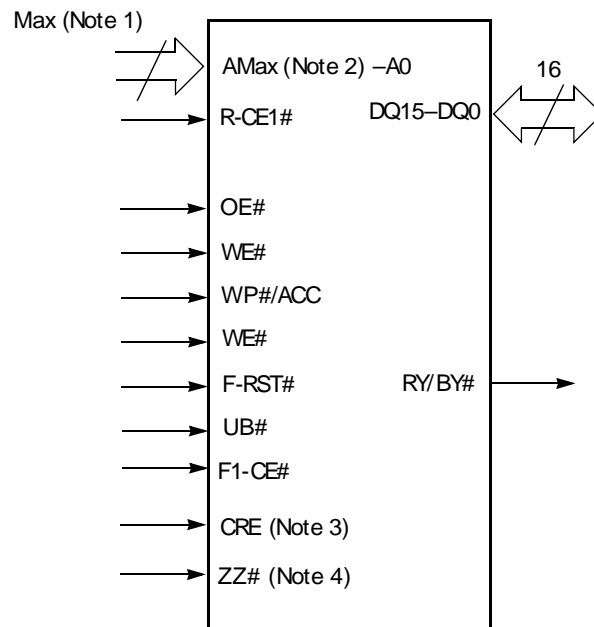 Max (Note 1)
AMax (Note 2) –A0
16
R-CE1#
DQ15–DQ0
OE#
WE#
WP#/ACC
WE#
F-RST#
RY/BY#
UB#
F1-CE#
CRE (Note 3)
ZZ# (Note 4)